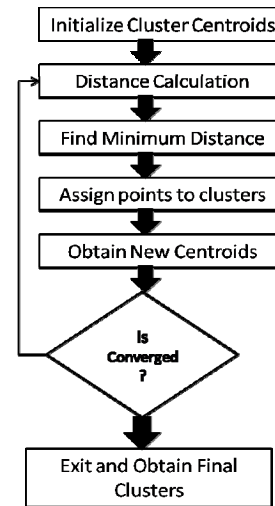 Initialize Cluster Centroids
Distance Calculation
Find Minimum Distance
Assign points to clusters
Obtain New Centroids
Is
Converged
?
Exit and Obtain Final
Clusters